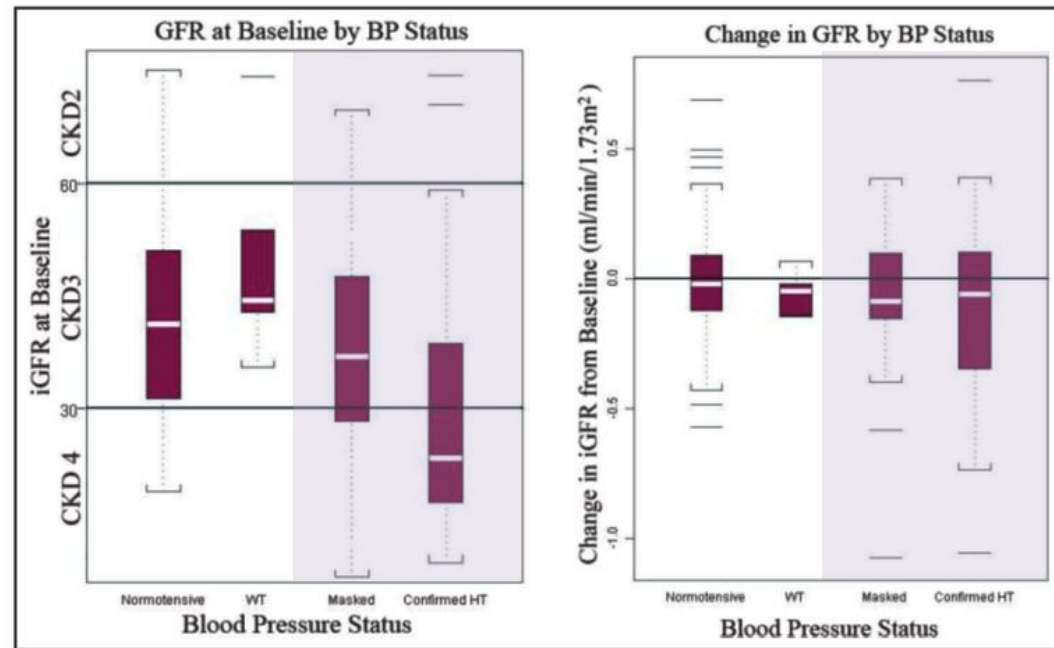 GFR at Baseline by BP Status
iGFR at Baseline
CKD2
CKD3
CKD 4
60
30
Normotensive WT Masked Confirmed HT
Blood Pressure Status
Change in GFR by BP Status
Change in iGFR from Baseline (ml/min/1.73m²)
0.5
0.0
-0.5
-1.0
Normotensive WT Masked Confirmed HT
Blood Pressure Status